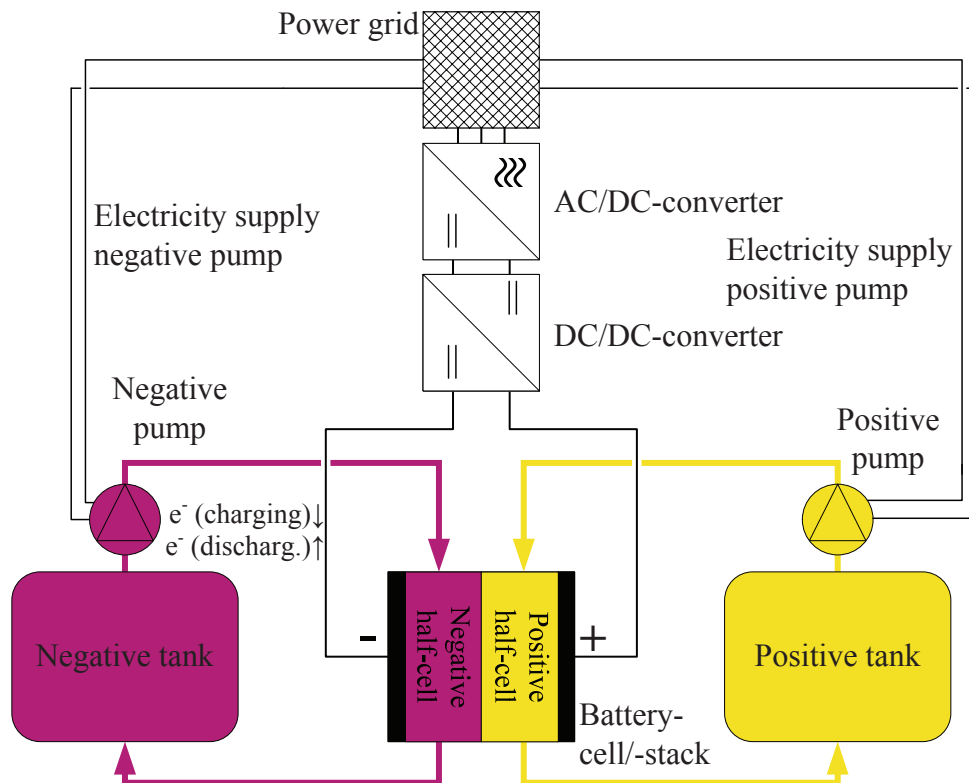 Power grid
AC/DC-converter
Electricity supply
negative pump
Electricity supply
positive pump
DC/DC-converter
Negative
pump
Positive
pump
e⁻ (charging)↓
e⁻ (discharg.)↑
Negative tank
-
Negative
half-cell
Positive
half-cell
+
Positive tank
Battery-
cell/-stack